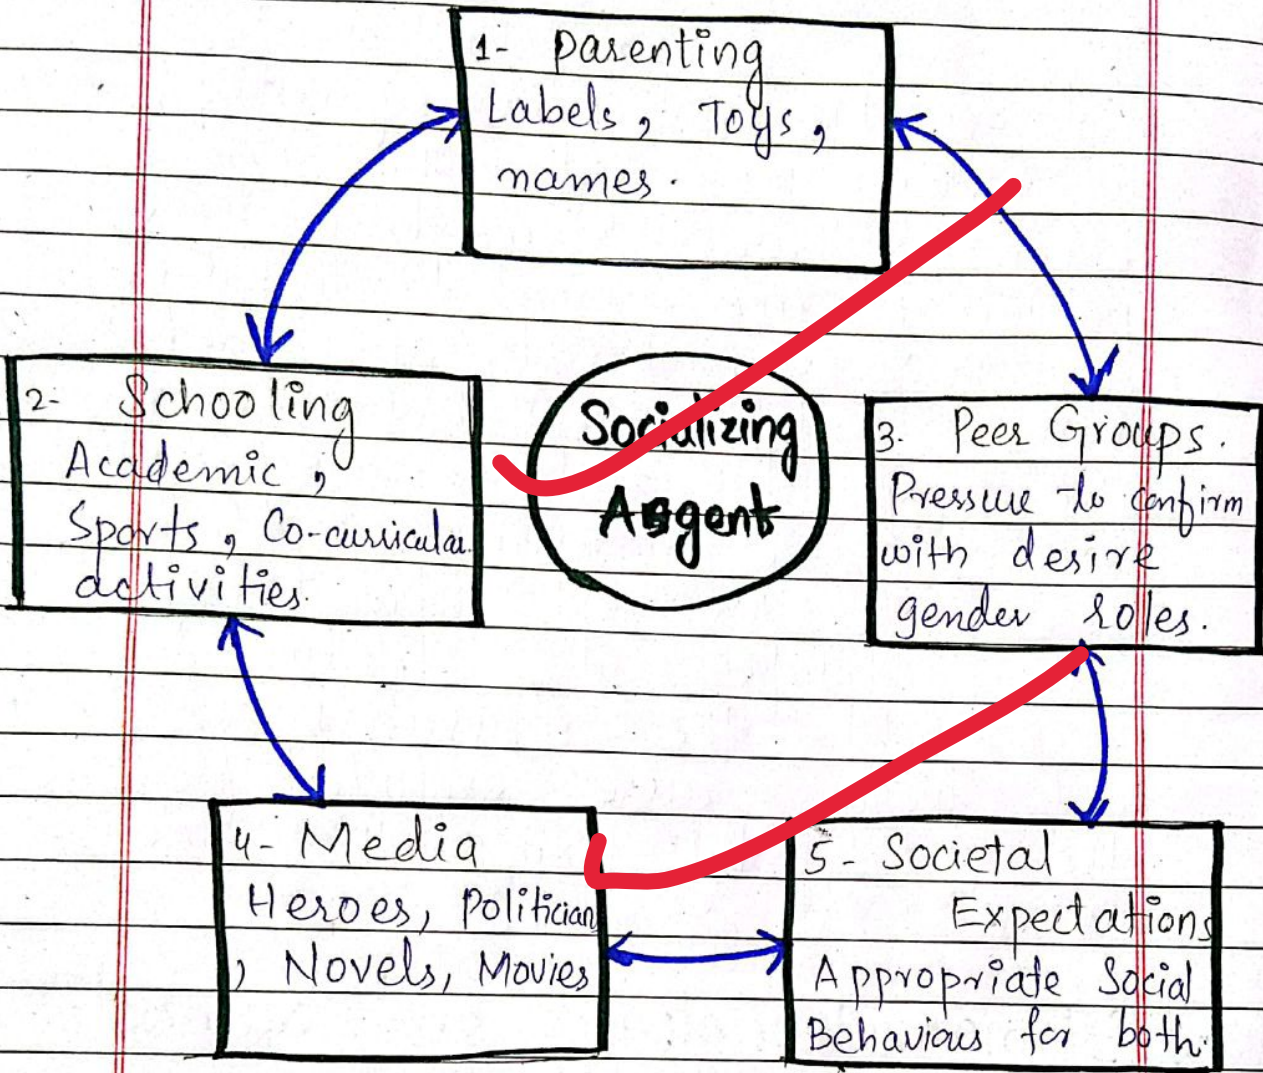 1- Parenting
Labels, Toys,
names.
2- Schooling
Academic,
Sports, Co-curricular
activities.
Socializing
Agent
3. Peer Groups.
Pressure to confirm
with desire
gender roles.
4- Media
Heroes, Politician
, Novels, Movies
5- Societal
Expectations
Appropriate Social
Behaviours for both.